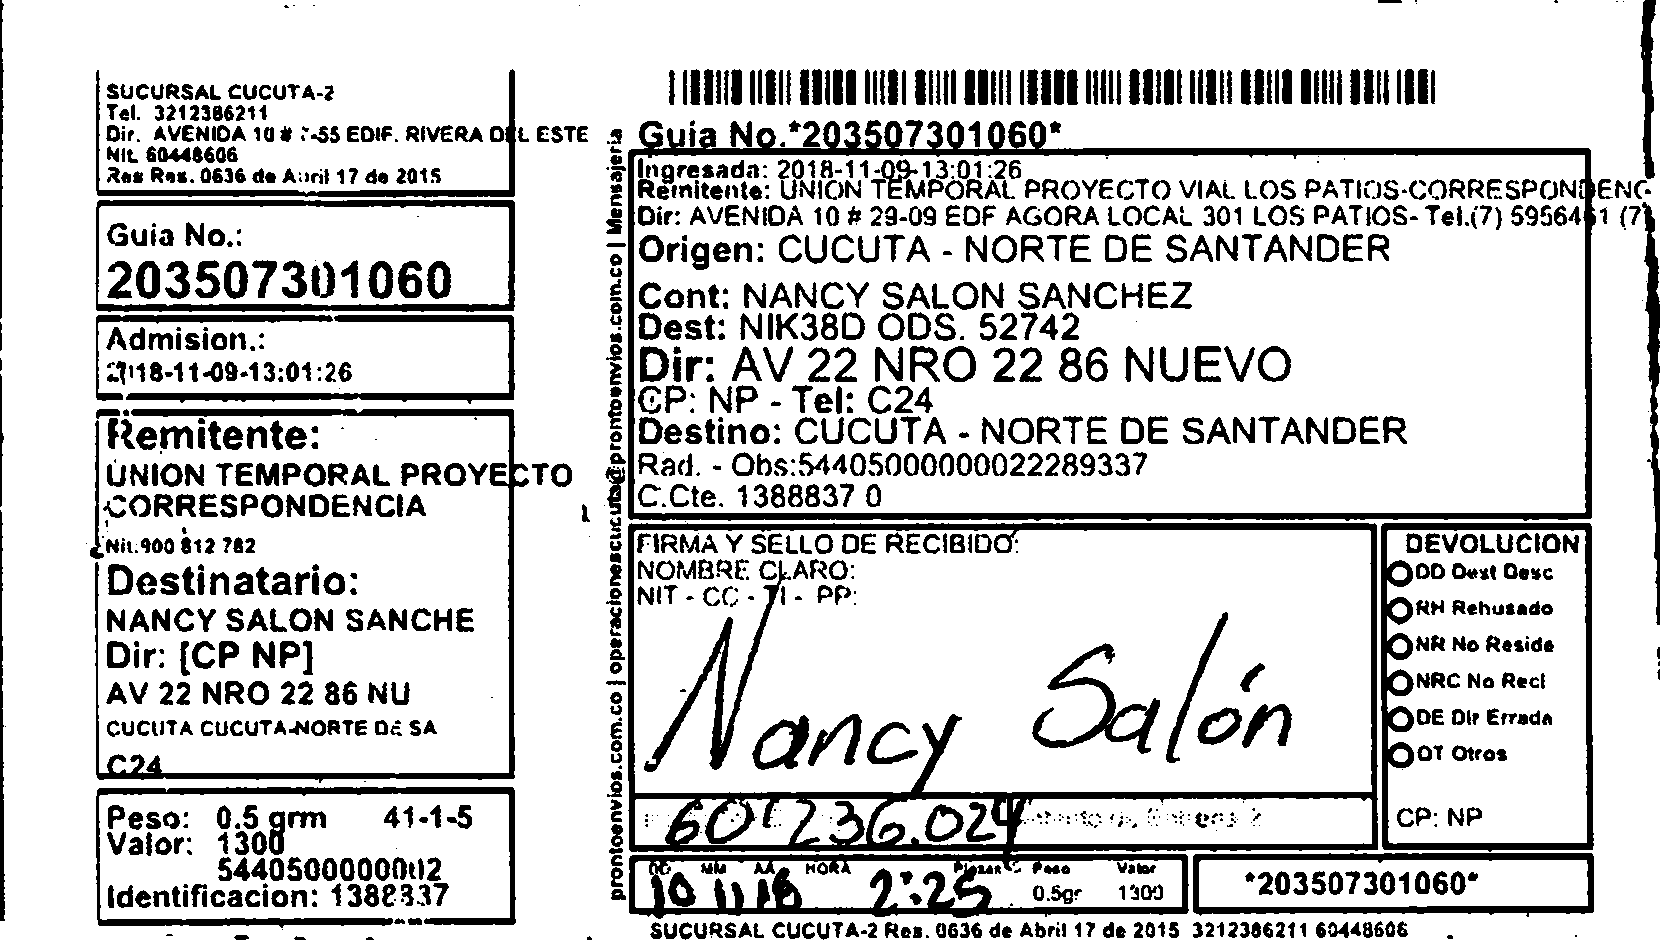 SUCURSAL CUCUTA-2
Tel. 3212386211
Dir. AVENIDA 10 # 7-55 EDIF. RIVERA DEL ESTE
Nit. 60448606
Res Res. 0636 de Abril 17 de 2015
Guia No.:
203507301060
Admision.:
2018-11-09-13:01:26
Remitente:
UNION TEMPORAL PROYECTO
CORRESPONDENCIA
Nit.:900 812 782
Destinatario:
NANCY SALON SANCHE
Dir: [CP NP]
AV 22 NRO 22 86 NU
CUCUTA CUCUTA-NORTE DE SA
C24
Peso: 0.5 grm 41-1-5
Valor: 1300
544050000000002
Identificacion: 1388837
prontoenvios.com.co | operacionescucuta@prontoenvios.com.co | Mensajeria
Guia No.*203507301060*
Ingresada: 2018-11-09-13:01:26
Remitente: UNION TEMPORAL PROYECTO VIAL LOS PATIOS-CORRESPONDENC
Dir: AVENIDA 10 # 29-09 EDF AGORA LOCAL 301 LOS PATIOS- Tel.(7) 5956461 (7)
Origen: CUCUTA - NORTE DE SANTANDER
Cont: NANCY SALON SANCHEZ
Dest: NIK38D ODS. 52742
Dir: AV 22 NRO 22 86 NUEVO
CP: NP - Tel: C24
Destino: CUCUTA - NORTE DE SANTANDER
Rad. - Obs:54405000000022289337
C.Cte. 1388837 0
FIRMA Y SELLO DE RECIBIDO:
NOMBRE CLARO:
NIT - CC - TI - PP:
Nancy Salón
60'236.024
DD MM AA HORA Peso Valor
10 11 18 2:25 0.5gr 1300
DEVOLUCION
DD Dest Desc
RH Rehusado
NR No Reside
NRC No Recl
DE Dir Errada
OT Otros
CP: NP
*203507301060*
SUCURSAL CUCUTA-2 Res. 0636 de Abril 17 de 2015 3212386211 60448606